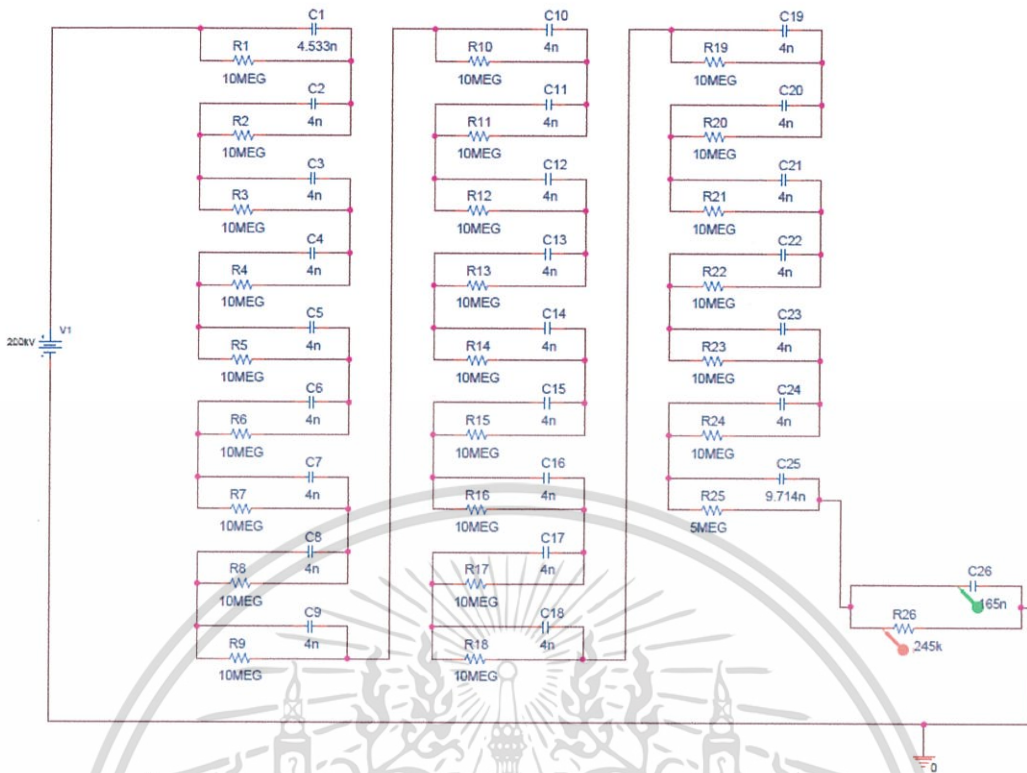 V1
200kV
C1
4.533n
R1
10MEG
C2
4n
R2
10MEG
C3
4n
R3
10MEG
C4
4n
R4
10MEG
C5
4n
R5
10MEG
C6
4n
R6
10MEG
C7
4n
R7
10MEG
C8
4n
R8
10MEG
C9
4n
R9
10MEG
C10
4n
R10
10MEG
C11
4n
R11
10MEG
C12
4n
R12
10MEG
C13
4n
R13
10MEG
C14
4n
R14
10MEG
C15
4n
R15
10MEG
C16
4n
R16
10MEG
C17
4n
R17
10MEG
C18
4n
R18
10MEG
C19
4n
R19
10MEG
C20
4n
R20
10MEG
C21
4n
R21
10MEG
C22
4n
R22
10MEG
C23
4n
R23
10MEG
C24
4n
R24
10MEG
C25
9.714n
R25
5MEG
C26
165n
R26
245k
0